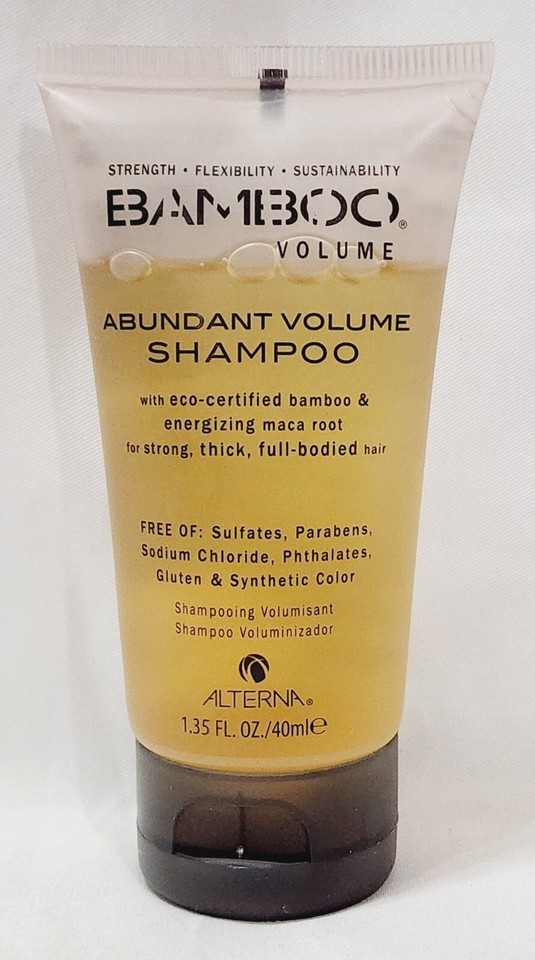 STRENGTH • FLEXIBILITY • SUSTAINABILITY
BAMBOO®
VOLUME
ABUNDANT VOLUME
SHAMPOO
with eco-certified bamboo &
energizing maca root
for strong, thick, full-bodied hair
FREE OF: Sulfates, Parabens,
Sodium Chloride, Phthalates,
Gluten & Synthetic Color
Shampooing Volumisant
Shampoo Voluminizador
ALTERNA®
1.35 FL. OZ./40ml℮